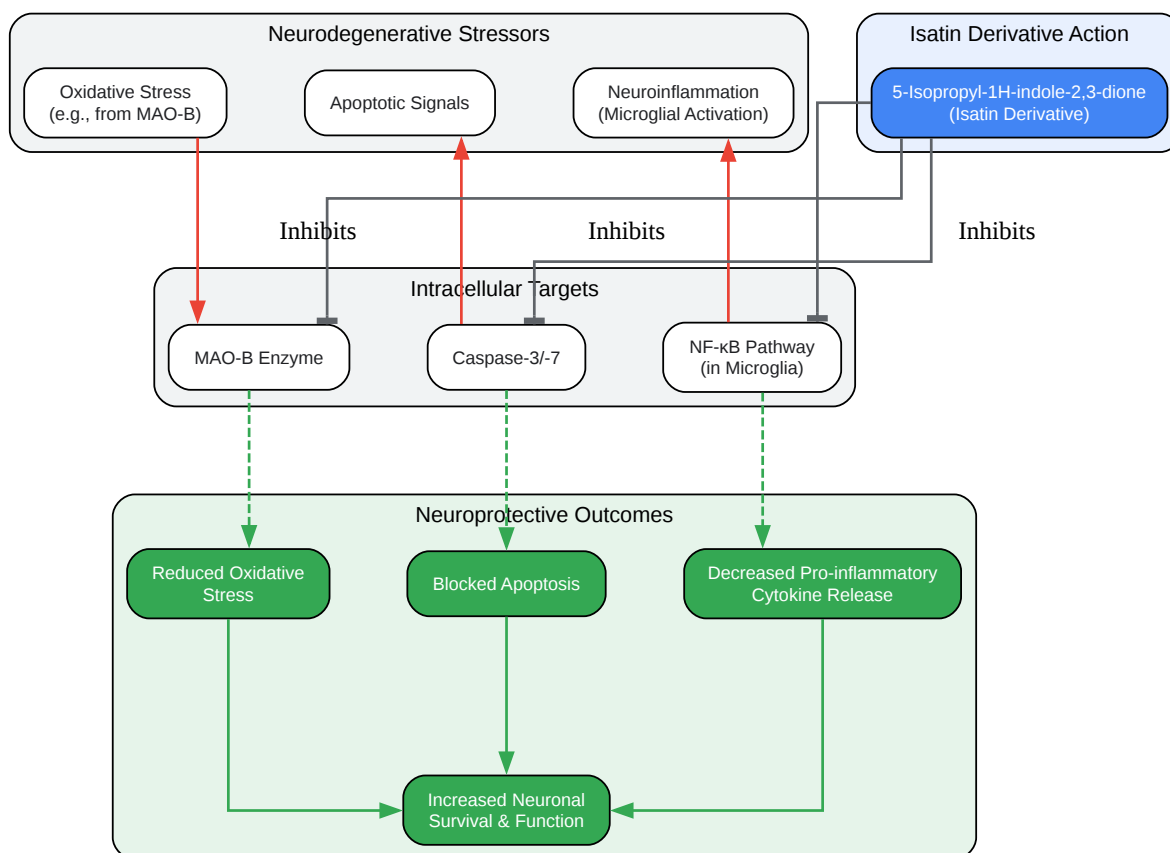 Neurodegenerative Stressors
Isatin Derivative Action
Oxidative Stress
(e.g., from MAO-B)
Apoptotic Signals
Neuroinflammation
(Microglial Activation)
5-Isopropyl-1H-indole-2,3-dione
(Isatin Derivative)
Inhibits
Inhibits
Inhibits
Intracellular Targets
MAO-B Enzyme
Caspase-3/-7
NF-κB Pathway
(in Microglia)
Neuroprotective Outcomes
Reduced Oxidative
Stress
Blocked Apoptosis
Decreased Pro-inflammatory
Cytokine Release
Increased Neuronal
Survival & Function